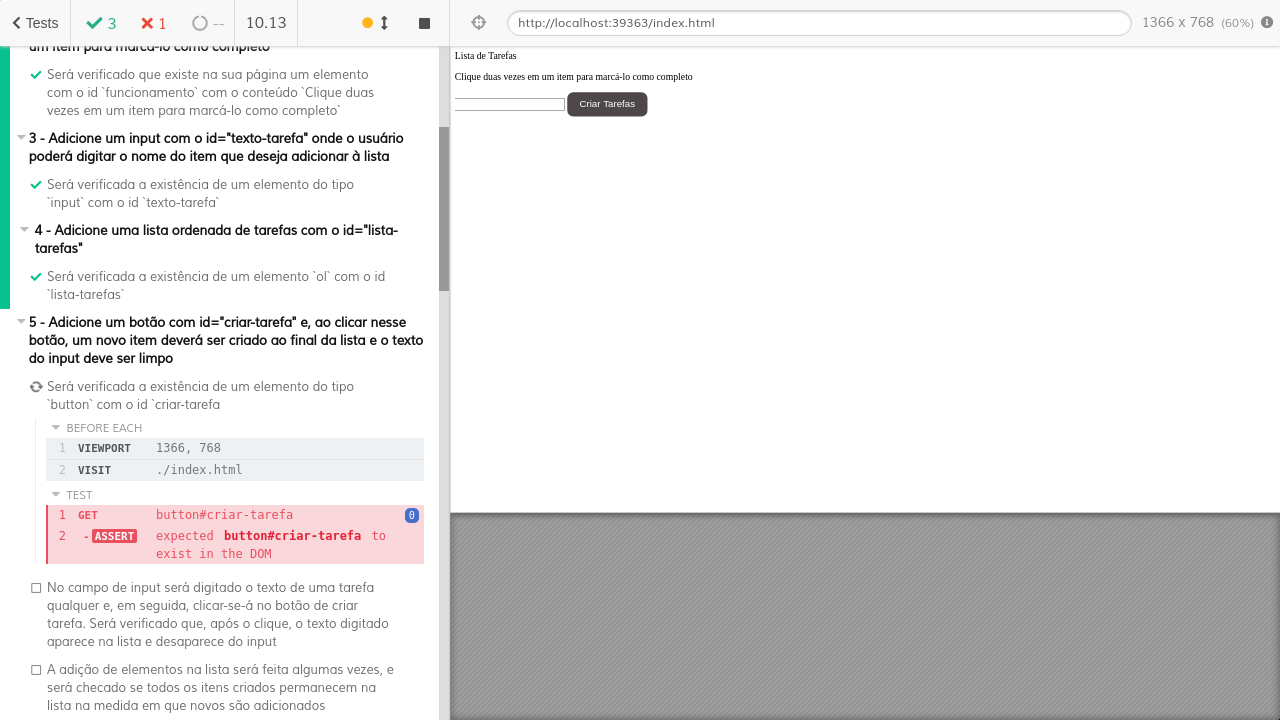 Tests
3
1
--
10.13
http://localhost:39363/index.html
1366 x 768 (60%)
um item para marcá-lo como completo
Será verificado que existe na sua página um elemento
com o id `funcionamento` com o conteúdo `Clique duas
vezes em um item para marcá-lo como completo`
3 - Adicione um input com o id="texto-tarefa" onde o usuário
poderá digitar o nome do item que deseja adicionar à lista
Será verificada a existência de um elemento do tipo
`input` com o id `texto-tarefa`
4 - Adicione uma lista ordenada de tarefas com o id="lista-
tarefas"
Será verificada a existência de um elemento `ol` com o id
`lista-tarefas`
5 - Adicione um botão com id="criar-tarefa" e, ao clicar nesse
botão, um novo item deverá ser criado ao final da lista e o texto
do input deve ser limpo
Será verificada a existência de um elemento do tipo
`button` com o id `criar-tarefa
BEFORE EACH
1 VIEWPORT 1366, 768
2 VISIT ./index.html
TEST
1 GET button#criar-tarefa 0
2 -ASSERT expected button#criar-tarefa to
exist in the DOM
No campo de input será digitado o texto de uma tarefa
qualquer e, em seguida, clicar-se-á no botão de criar
tarefa. Será verificado que, após o clique, o texto digitado
aparece na lista e desaparece do input
A adição de elementos na lista será feita algumas vezes, e
será checado se todos os itens criados permanecem na
lista na medida em que novos são adicionados
Lista de Tarefas
Clique duas vezes em um item para marcá-lo como completo
Criar Tarefas